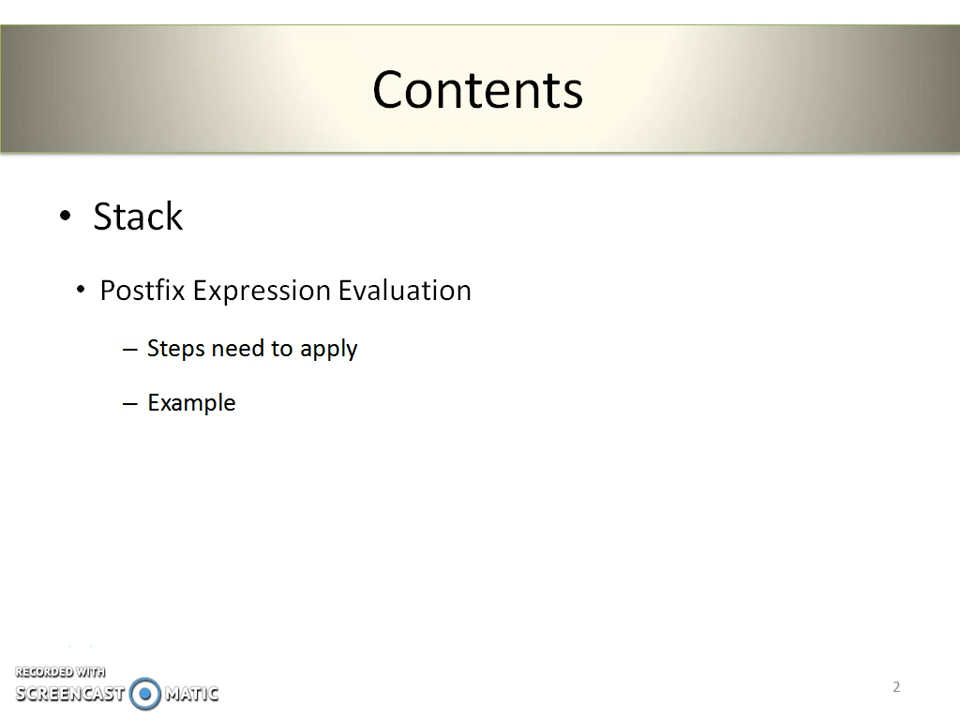 Contents
• Stack
• Postfix Expression Evaluation
– Steps need to apply
– Example
RECORDED WITH
SCREENCAST MATIC
2